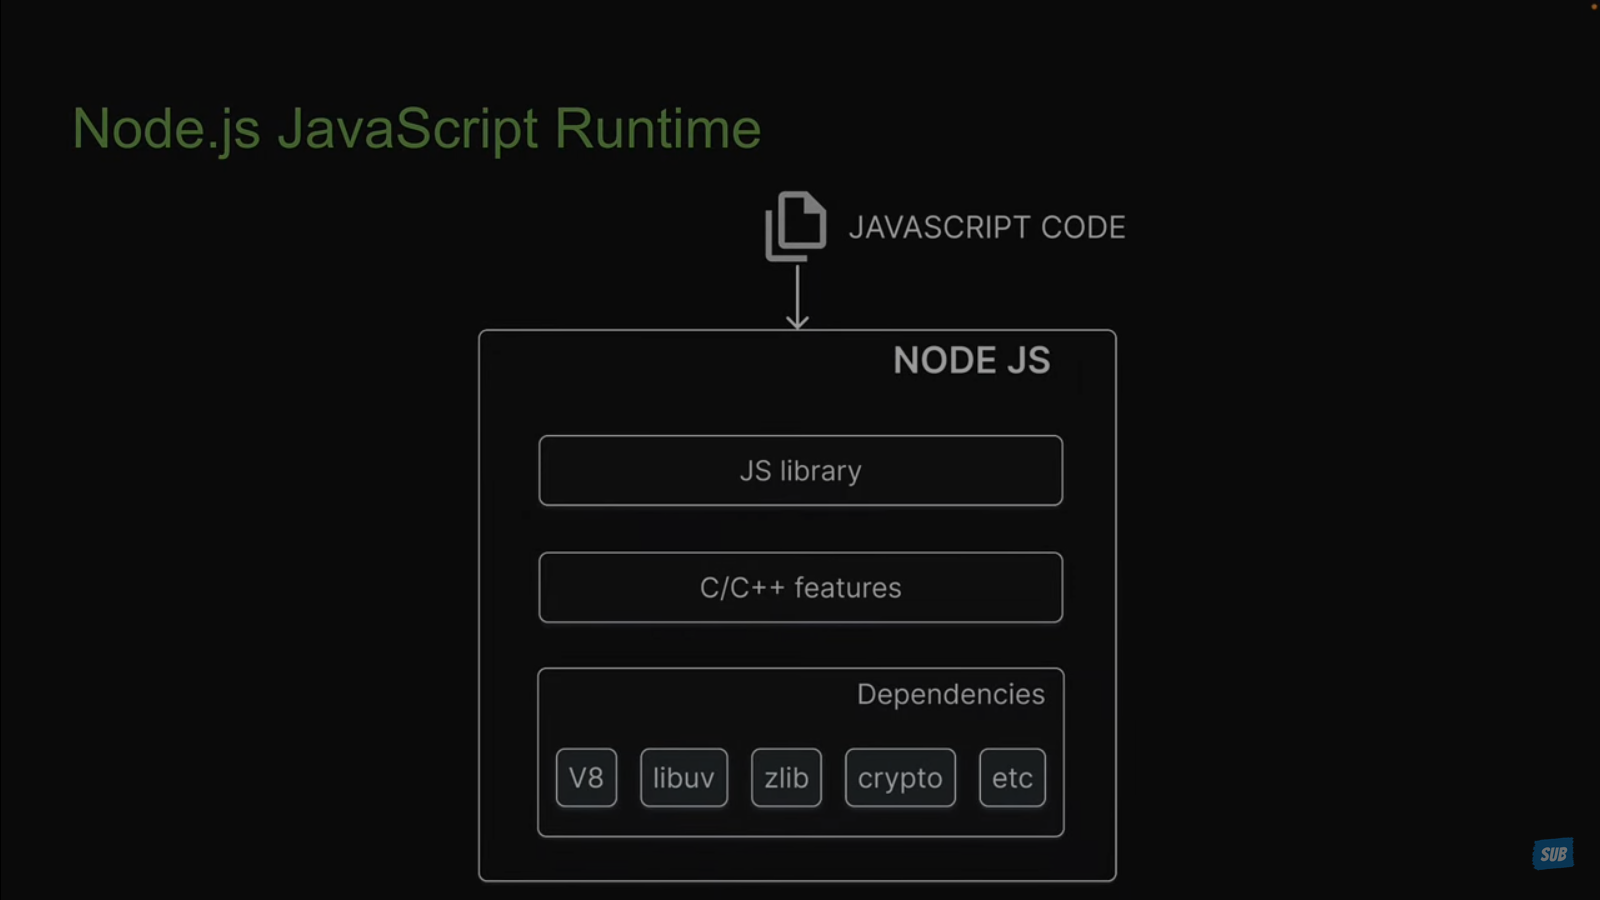 Node.js JavaScript Runtime
JAVASCRIPT CODE
NODE JS
JS library
C/C++ features
Dependencies
V8 libuv zlib crypto etc
SUB